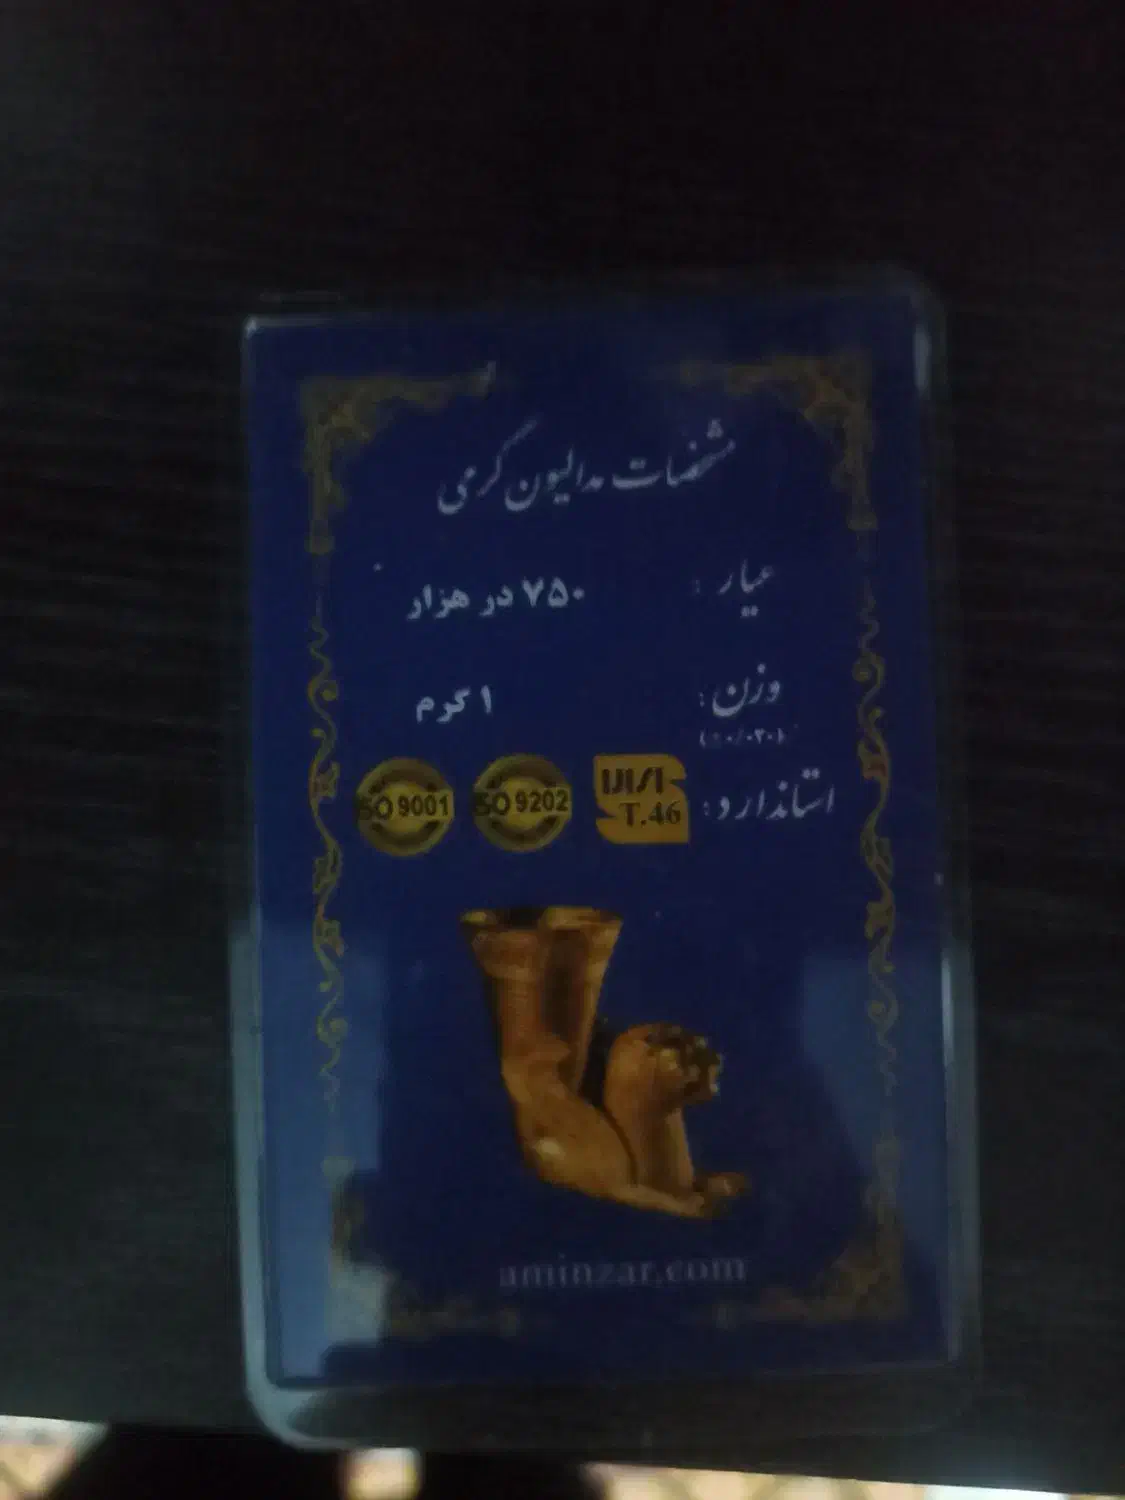 مشخصات مدالیون گرمی
عیار : ۷۵۰ در هزار
وزن : ۱ گرم
(±۰/۰۲۰)
استاندارد : T.46 ISO 9202 ISO 9001
aminzar.com